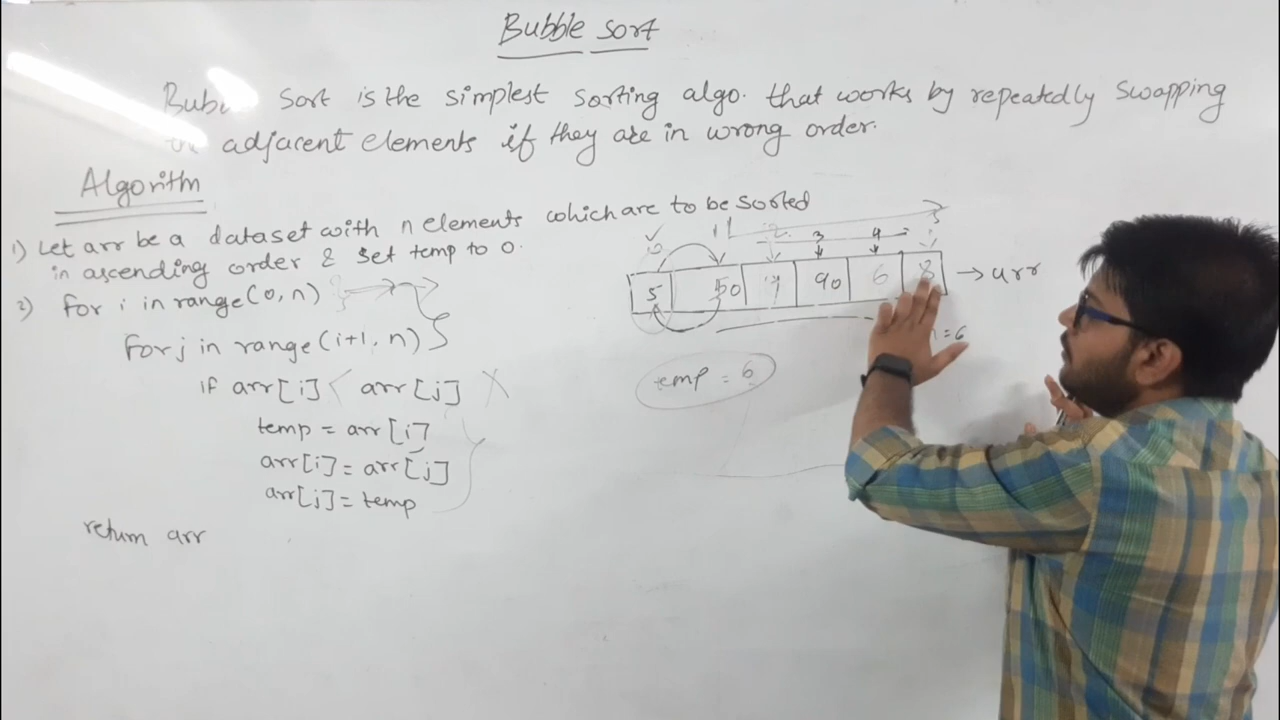 Bubble sort
Sort is the simplest sorting algo. that works by repeatedly swapping
adjacent elements if they are in wrong order.
Algorithm
1) Let arr be a dataset with n elements which are to be sorted
in ascending order & set temp to 0.
2) for i in range(0, n)
for j in range(i+1, n)
if arr[i] < arr[j]
temp = arr[i]
arr[i] = arr[j]
arr[j] = temp
return arr
0 1 2 3 4 5
5 50 7 90 6 8 → arr
= 6
temp = 6